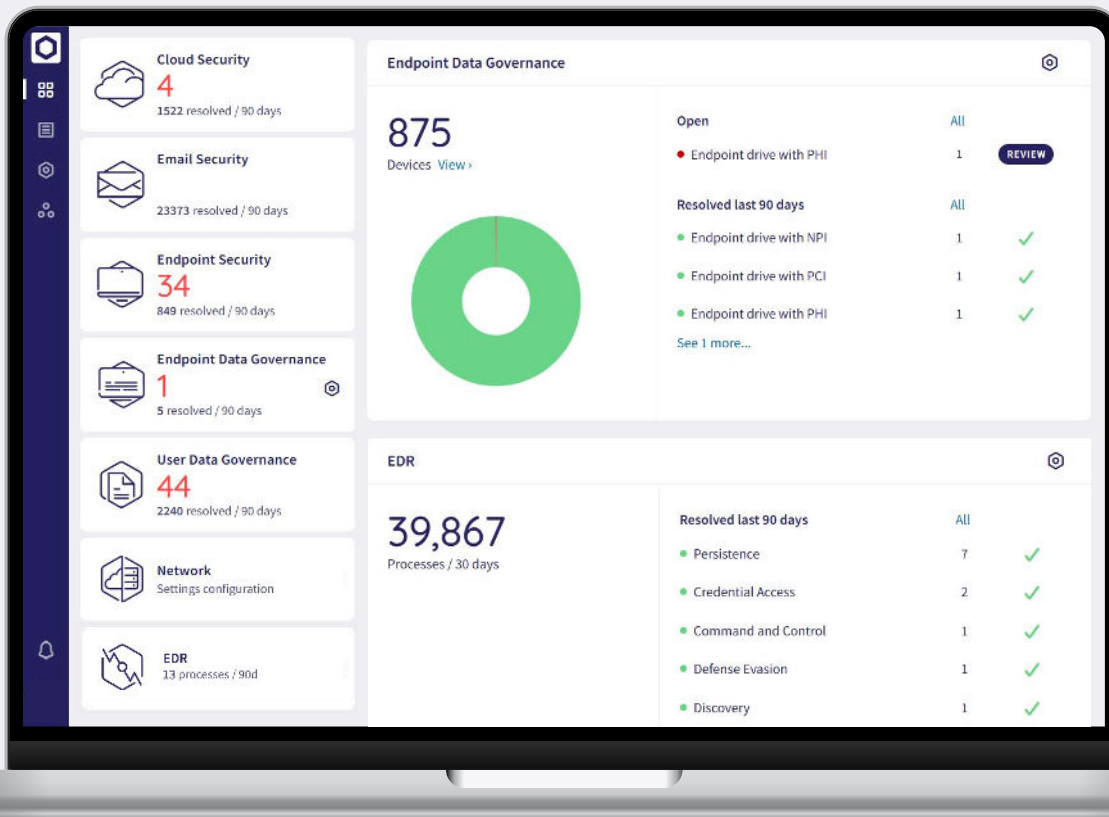 Cloud Security
4
1522 resolved / 90 days
Email Security
23373 resolved / 90 days
Endpoint Security
34
849 resolved / 90 days
Endpoint Data Governance
1
5 resolved / 90 days
User Data Governance
44
2240 resolved / 90 days
Network
Settings configuration
EDR
13 processes / 90d
Endpoint Data Governance
875
Devices View ›
Open All
Endpoint drive with PHI 1 REVIEW
Resolved last 90 days All
Endpoint drive with NPI 1
Endpoint drive with PCI 1
Endpoint drive with PHI 1
See 1 more...
EDR
39,867
Processes / 30 days
Resolved last 90 days All
Persistence 7
Credential Access 2
Command and Control 1
Defense Evasion 1
Discovery 1